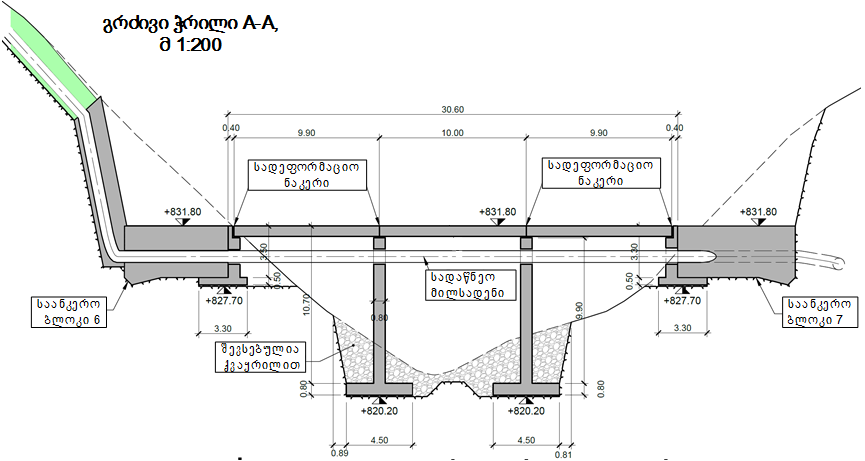 გრძივი ჭრილი A-A,
მ 1:200
30.60
0.40
9.90
10.00
9.90
0.40
სადეფორმაციო
ნაკერი
სადეფორმაციო
ნაკერი
+831.80
+831.80
+831.80
3.90
0.50
10.70
0.80
9.90
3.30
0.50
სადაწნეო
მილსადენი
საანკერო
ბლოკი 6
+827.70
3.30
+827.70
3.30
საანკერო
ბლოკი 7
შევსებულია
ქვაყრილით
0.80
0.80
+820.20
+820.20
4.50
4.50
0.89
0.81